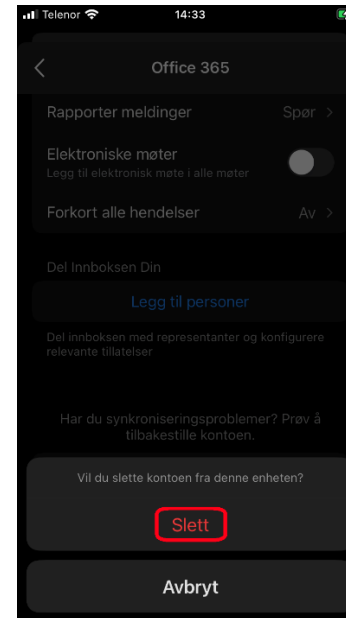 Telenor 14:33
Office 365
Rapporter meldinger Spør
Elektroniske møter
Legg til elektronisk møte i alle møter
Forkort alle hendelser Av
Del Innboksen Din
Legg til personer
Del innboksen med representanter og konfigurere
relevante tillatelser
Har du synkroniseringsproblemer? Prøv å
tilbakestille kontoen.
Vil du slette kontoen fra denne enheten?
Slett
Avbryt